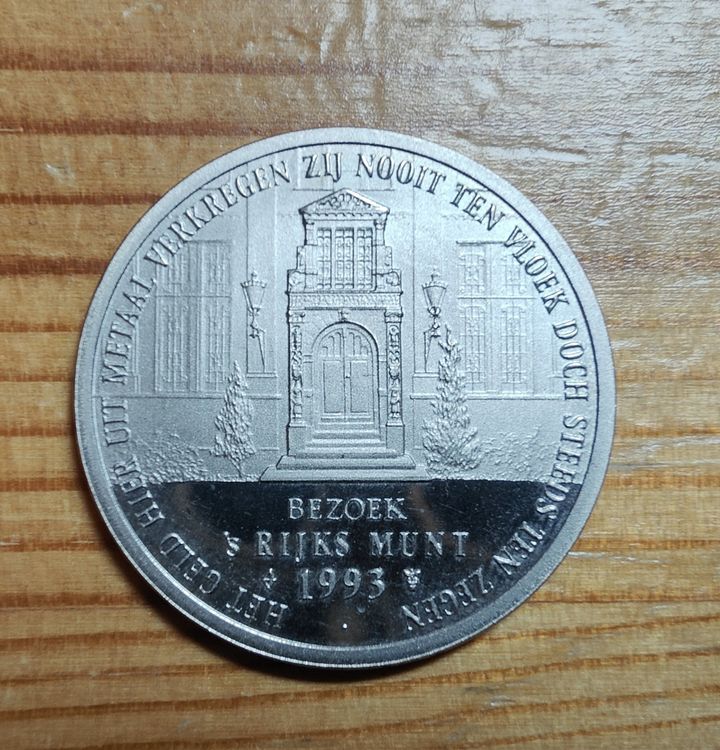 HET GELD HIER UIT METAAL VERKREGEN ZIJ NOOIT TEN VLOEK DOCH STEEDS TEN ZEGEN
BEZOEK
'S RIJKS MUNT
1993